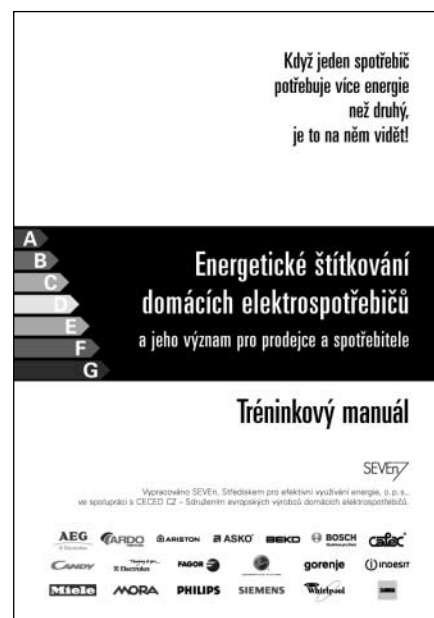 Když jeden spotřebič
potřebuje více energie
než druhý,
je to na něm vidět!
A
B
C
D
E
F
G
Energetické štítkování
domácích elektrospotřebičů
a jeho význam pro prodejce a spotřebitele
Tréninkový manuál
SEVEn
Vypracováno SEVEn, Střediskem pro efektivní využívání energie, o. p. s.,
ve spolupráci s CECED CZ – Sdružením evropských výrobců domácích elektrospotřebičů.
AEG ARDO ARISTON ASKO BEKO BOSCH
CANDY Electrolux FAGOR gorenje INDESIT
Miele MORA PHILIPS SIEMENS Whirlpool